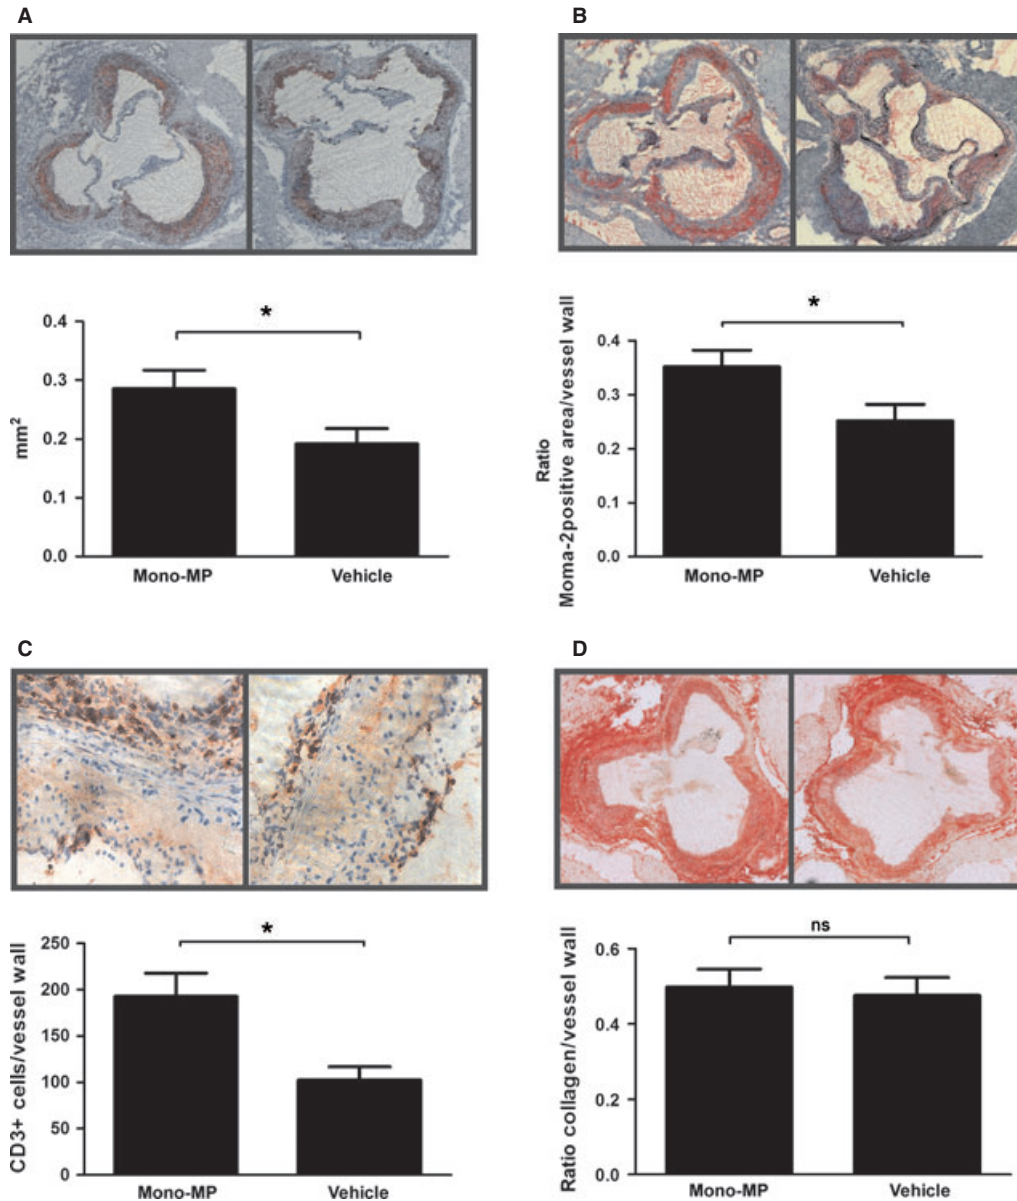 A
*
mm2
0.4
0.3
0.2
0.1
0.0
Mono-MP
Vehicle
B
*
Ratio
Moma-2positive area/vessel wall
0.4
0.3
0.2
0.1
0.0
Mono-MP
Vehicle
C
*
CD3+ cells/vessel wall
250
200
150
100
50
0
Mono-MP
Vehicle
D
ns
Ratio collagen/vessel wall
0.6
0.4
0.2
0.0
Mono-MP
Vehicle